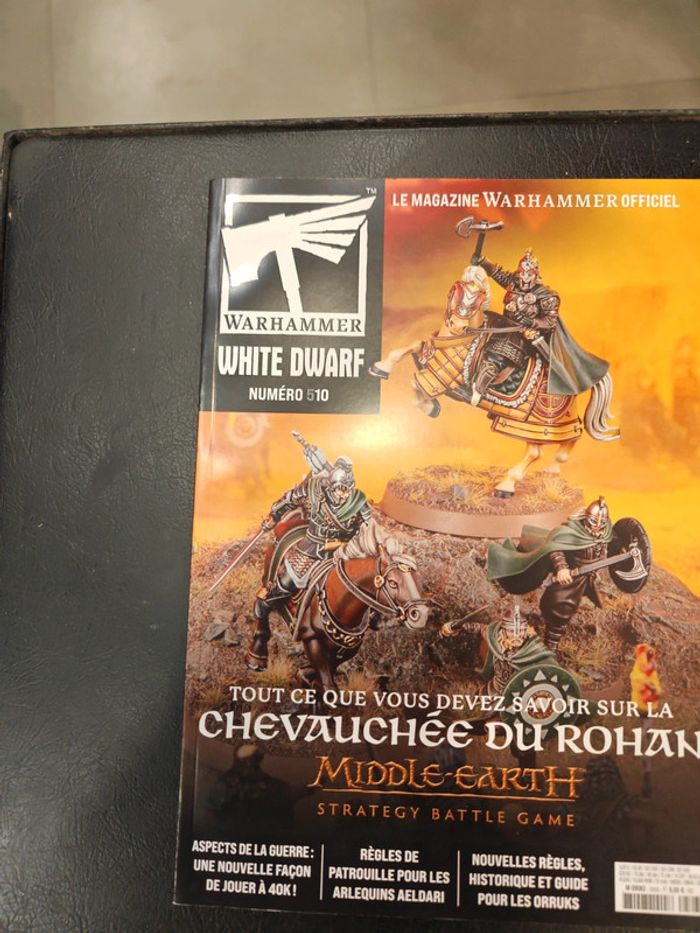 LE MAGAZINE WARHAMMER OFFICIEL
TM
WARHAMMER
WHITE DWARF
NUMÉRO 510
TOUT CE QUE VOUS DEVEZ SAVOIR SUR LA
CHEVAUCHÉE DU ROHAN
MIDDLE-EARTH
STRATEGY BATTLE GAME
ASPECTS DE LA GUERRE :
UNE NOUVELLE FAÇON
DE JOUER À 40K !
RÈGLES DE
PATROUILLE POUR LES
ARLEQUINS AELDARI
NOUVELLES RÈGLES,
HISTORIQUE ET GUIDE
POUR LES ORRUKS